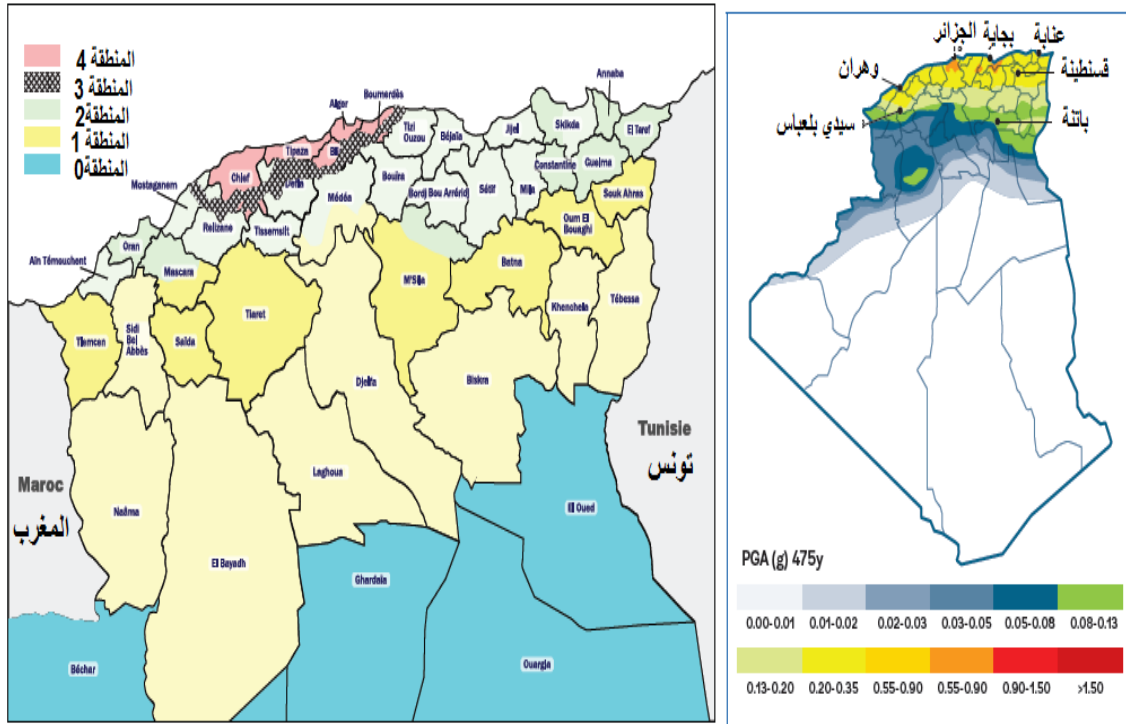 المنطقة 4
المنطقة 3
المنطقة2
المنطقة 1
المنطقة0
Annaba
Boumerdès
Alger
Skikda
Jijel
El Taref
Tizi
Ouzou
Béjaïa
Tipaza
Guelma
Constantine
Chlef
Bouira
Mila
Sétif
Bordj Bou Arréridj
Souk Ahras
Mostaganem
Médéa
Relizane
Tissemsilt
Oum El
Bouaghi
Oran
Aïn Témouchent
Mascara
Batna
M'Sila
Khenchela
Tébessa
Tiaret
Tlemcen
Sidi
Bel
Abbès
Saïda
Djelfa
Biskra
Tunisie
تونس
Maroc
المغرب
Laghoua
Naâma
El Oued
El Bayadh
Ghardaia
Ouargla
Béchar
عنابة
بجاية
الجزائر
قسنطينة
وهران
باتنة
سيدي بلعباس
PGA (g) 475y
0.00-0.01 0.01-0.02 0.02-0.03 0.03-0.05 0.05-0.08 0.08-0.13
0.13-0.20 0.20-0.35 0.55-0.90 0.55-0.90 0.90-1.50 >1.50